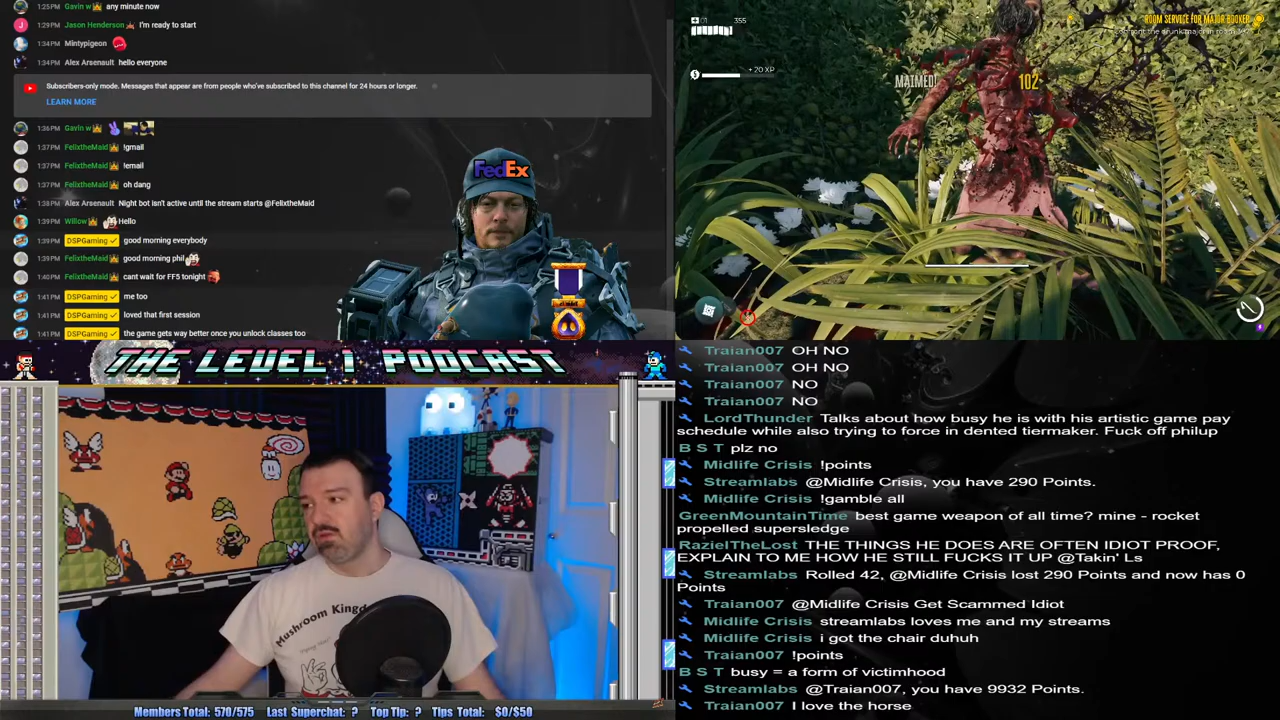 1:25PM Gavin w any minute now
1:29PM Jason Henderson I'm ready to start
1:34PM Mintypigeon
1:34PM Alex Arsenault hello everyone
Subscribers-only mode. Messages that appear are from people who've subscribed to this channel for 24 hours or longer.
LEARN MORE
1:36PM Gavin w
1:37PM FelixtheMaid !gmail
1:37PM FelixtheMaid !email
1:37PM FelixtheMaid oh dang
1:38PM Alex Arsenault Night bot isn't active until the stream starts @FelixtheMaid
1:39PM Willow Hello
1:39PM DSPGaming good morning everybody
1:39PM FelixtheMaid good morning phil
1:40PM FelixtheMaid cant wait for FF5 tonight
1:41PM DSPGaming me too
1:41PM DSPGaming loved that first session
1:41PM DSPGaming the game gets way better once you unlock classes too
FedEx
01 355
+ 20 XP
ROOM SERVICE FOR MAJOR BOOKER
MAIMED!
102
THE LEVEL 1 PODCAST
Mushroom Kingd
Members Total: 570/575 Last Superchat: ? Top Tip: ? Tips Total: $0/$50
Traian007 OH NO
Traian007 OH NO
Traian007 NO
Traian007 NO
LordThunder Talks about how busy he is with his artistic game pay
schedule while also trying to force in dented tiermaker. Fuck off philup
B S T plz no
Midlife Crisis !points
Streamlabs @Midlife Crisis, you have 290 Points.
Midlife Crisis !gamble all
GreenMountainTime best game weapon of all time? mine - rocket
propelled supersledge
RazielTheLost THE THINGS HE DOES ARE OFTEN IDIOT PROOF,
EXPLAIN TO ME HOW HE STILL FUCKS IT UP @Takin' Ls
Streamlabs Rolled 42, @Midlife Crisis lost 290 Points and now has 0
Points
Traian007 @Midlife Crisis Get Scammed Idiot
Midlife Crisis streamlabs loves me and my streams
Midlife Crisis i got the chair duhuh
Traian007 !points
B S T busy = a form of victimhood
Streamlabs @Traian007, you have 9932 Points.
Traian007 I love the horse